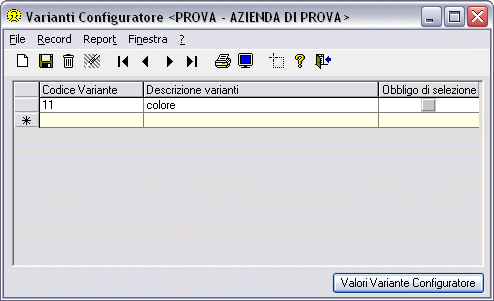 Varianti Configuratore <PROVA - AZIENDA DI PROVA>
File Record Report Finestra ?
Codice Variante Descrizione varianti Obbligo di selezione
11 colore
Valori Variante Configuratore